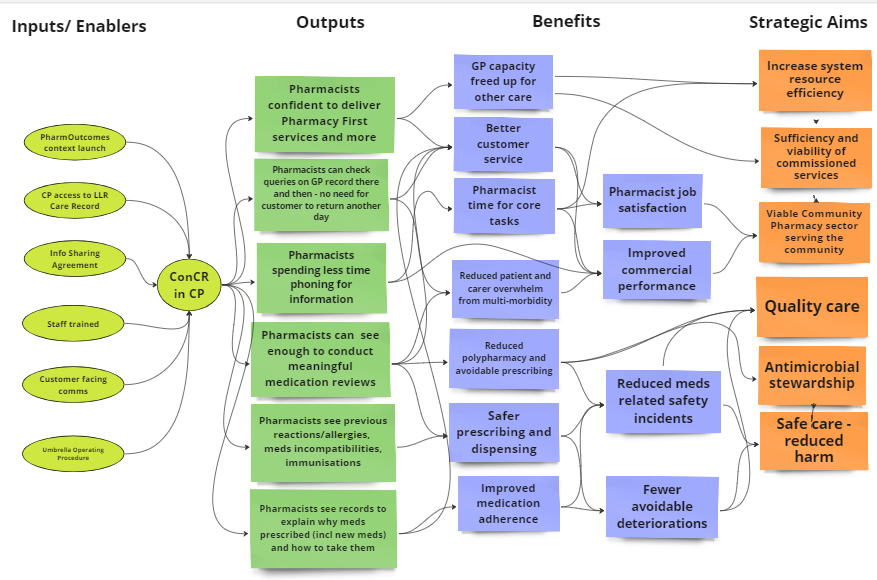 Inputs/ Enablers
Outputs
Benefits
Strategic Aims
PharmOutcomes
context launch
CP access to LLR
Care Record
Info Sharing
Agreement
Staff trained
Customer facing
comms
Umbrella Operating
Procedure
ConCR
in CP
Pharmacists
confident to deliver
Pharmacy First
services and more
Pharmacists can check
queries on GP record there
and then - no need for
customer to return another
day
Pharmacists
spending less time
phoning for
information
Pharmacists can see
enough to conduct
meaningful
medication reviews
Pharmacists see previous
reactions/allergies,
meds incompatibilities,
immunisations
Pharmacists see records to
explain why meds
prescribed (incl new meds)
and how to take them
GP capacity
freed up for
other care
Better
customer
service
Pharmacist
time for core
tasks
Reduced patient and
carer overwhelm
from multi-morbidity
Reduced
polypharmacy and
avoidable prescribing
Safer
prescribing and
dispensing
Improved
medication
adherence
Pharmacist job
satisfaction
Improved
commercial
performance
Reduced meds
related safety
incidents
Fewer
avoidable
deteriorations
Increase system
resource
efficiency
Sufficiency and
viability of
commissioned
services
Viable Community
Pharmacy sector
serving the
community
Quality care
Antimicrobial
stewardship
Safe care -
reduced
harm